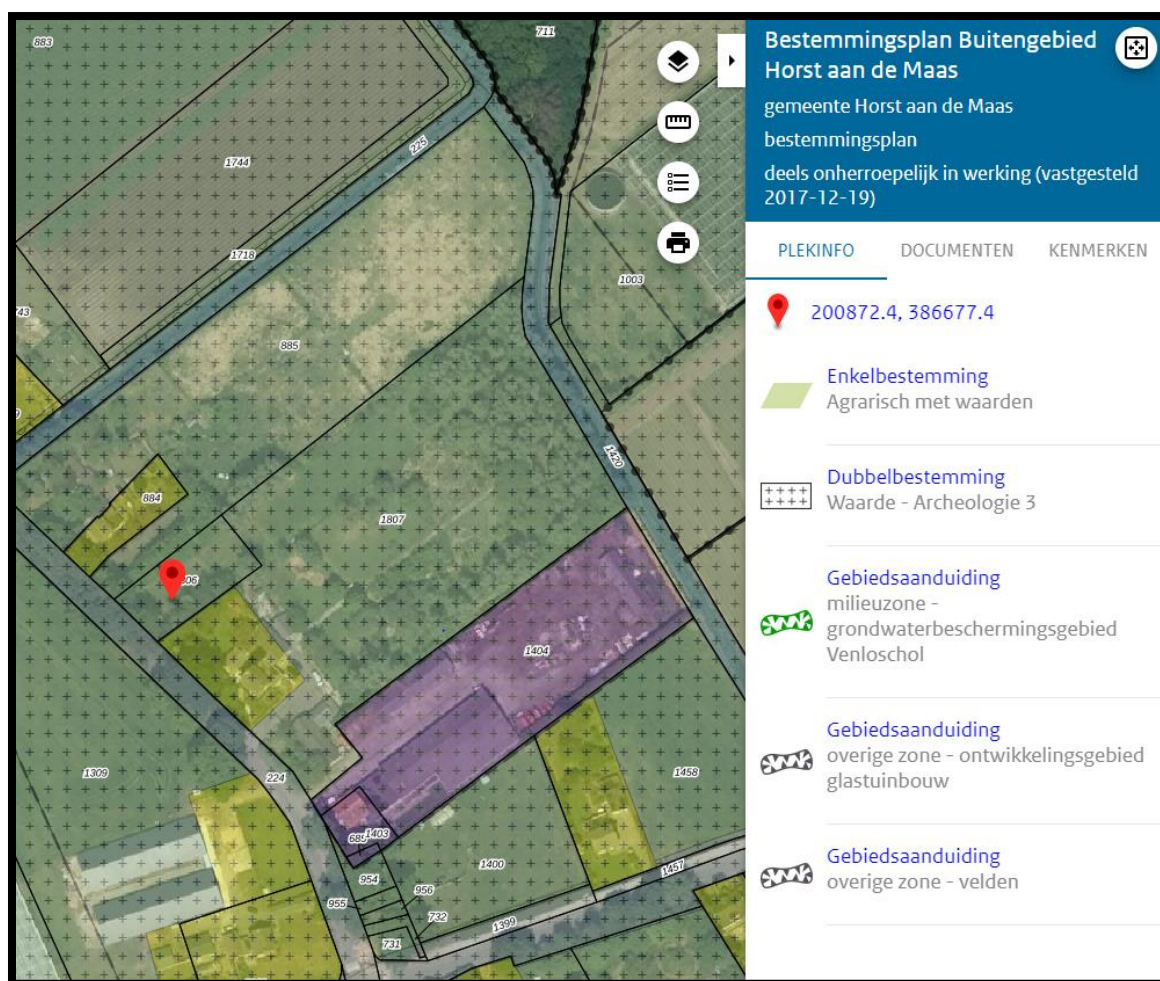 Bestemmingsplan Buitengebied
Horst aan de Maas
gemeente Horst aan de Maas
bestemmingsplan
deels onherroepelijk in werking (vastgesteld
2017-12-19)
PLEKINFO DOCUMENTEN KENMERKEN
200872.4, 386677.4
Enkelbestemming
Agrarisch met waarden
Dubbelbestemming
Waarde - Archeologie 3
Gebiedsaanduiding
milieuzone -
grondwaterbeschermingsgebied
Venloschol
Gebiedsaanduiding
overige zone - ontwikkelingsgebied
glastuinbouw
Gebiedsaanduiding
overige zone - velden
883
711
225
1744
1718
1003
43
885
1420
884
1807
06
1404
1309
224
1458
1403
1400
1457
954
956
955
732
1399
731